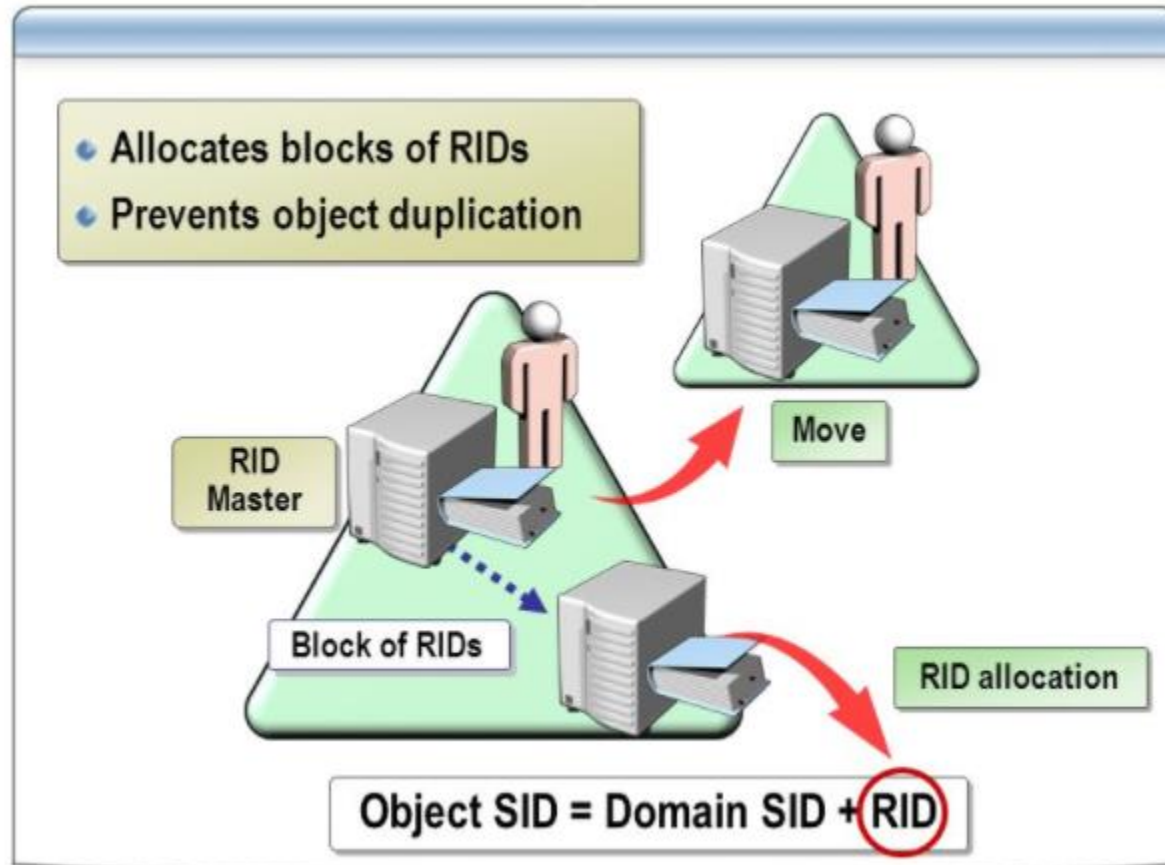 Allocates blocks of RIDs
Prevents object duplication
Move
RID
Master
Block of RIDs
RID allocation
Object SID = Domain SID + RID